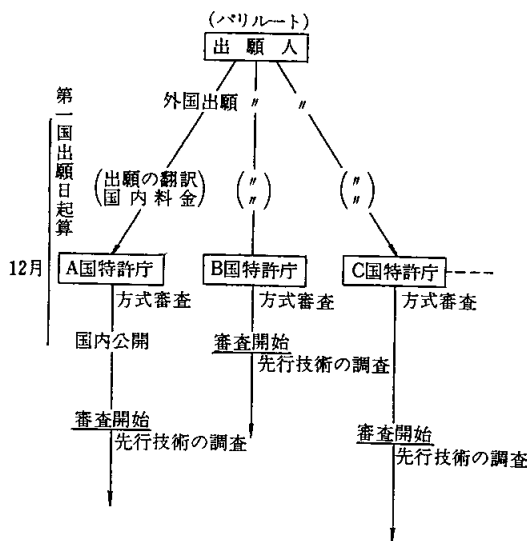 (パリルート)
出願人
外国出願 〃 〃
第一国出願日起算
(出願の翻訳
国内料金)
(〃
〃)
(〃
〃)
12月
A国特許庁
B国特許庁
C国特許庁
方式審査
方式審査
方式審査
国内公開
審査開始
先行技術の調査
審査開始
先行技術の調査
審査開始
先行技術の調査